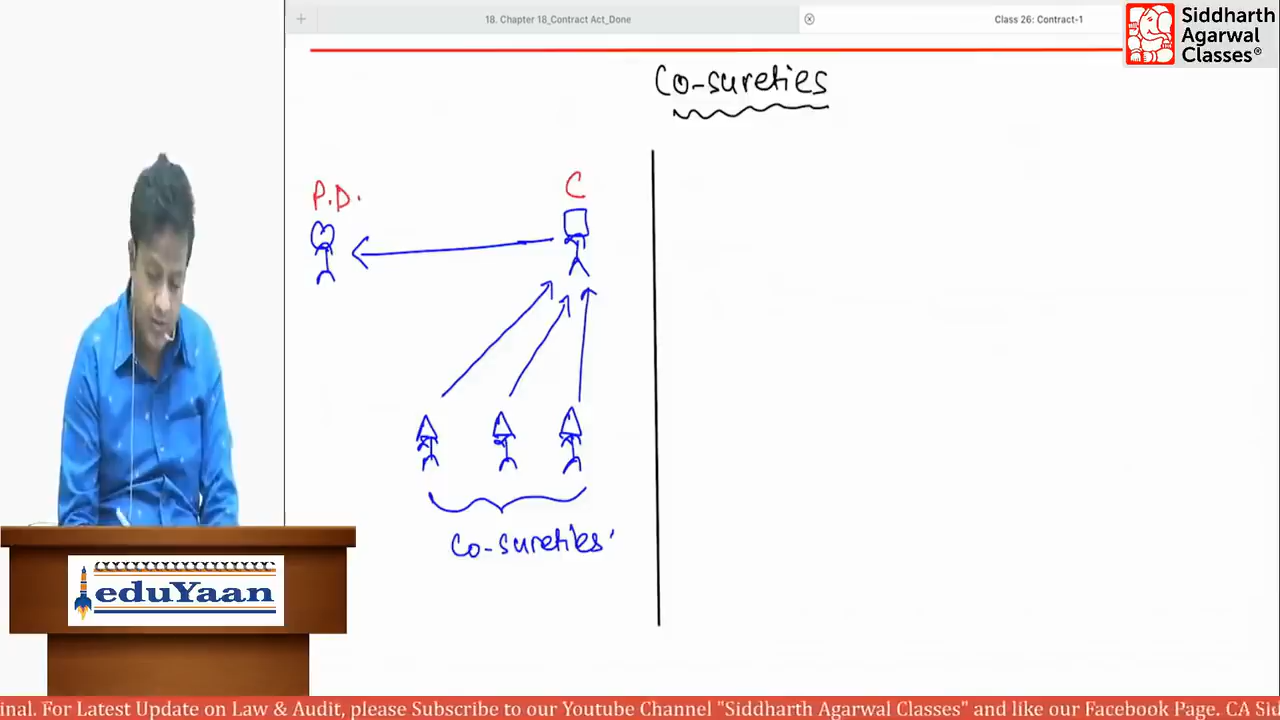 18. Chapter 18_Contract Act_Done
Class 26: Contract-1
Siddharth
Agarwal
Classes®
Co-sureties
P.D.
C
Co-sureties
eduYaan
inal. For Latest Update on Law & Audit, please Subscribe to our Youtube Channel "Siddharth Agarwal Classes" and like our Facebook Page. CA Sid